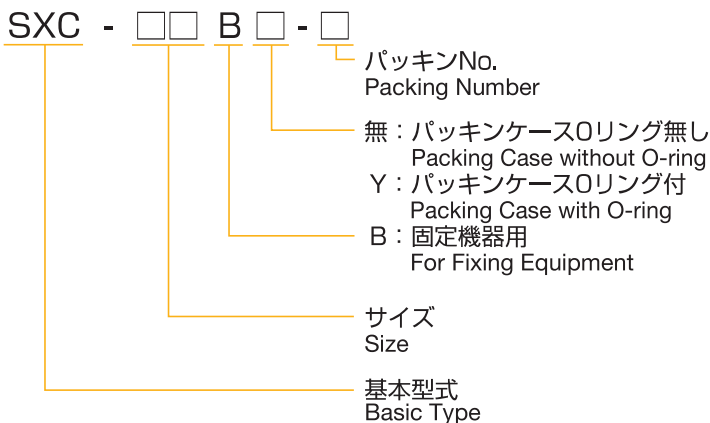 SXC - □□ B □ - □
パッキンNo.
Packing Number
無：パッキンケースOリング無し
Packing Case without O-ring
Y：パッキンケースOリング付
Packing Case with O-ring
B：固定機器用
For Fixing Equipment
サイズ
Size
基本型式
Basic Type